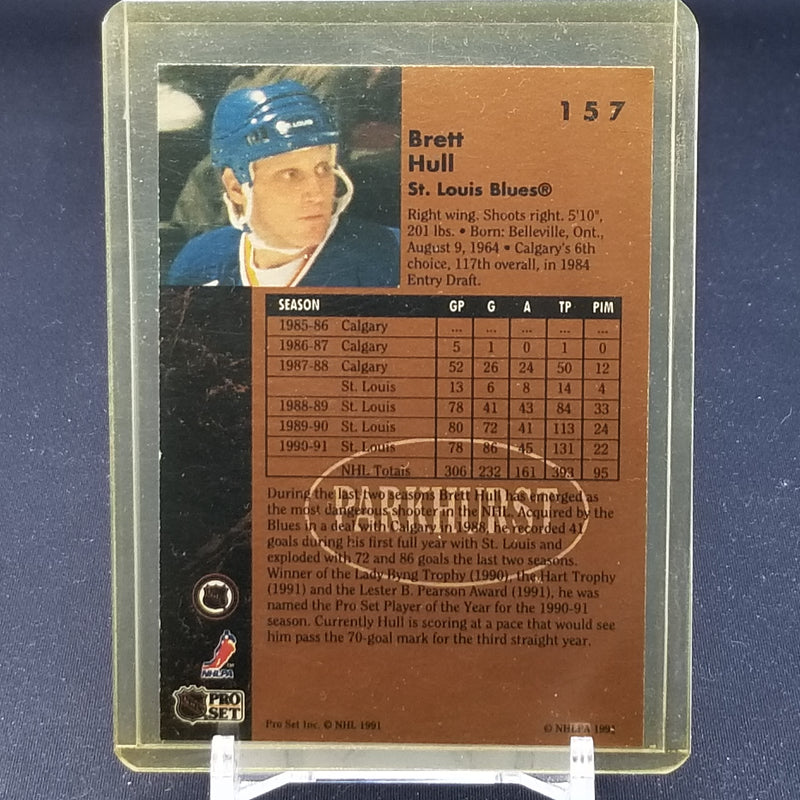 157
Brett
Hull
St. Louis Blues®
Right wing. Shoots right. 5'10",
201 lbs. • Born: Belleville, Ont.,
August 9, 1964 • Calgary's 6th
choice, 117th overall, in 1984
Entry Draft.
SEASON GP G A TP PIM
1985-86 Calgary ... ... ... ... ...
1986-87 Calgary 5 1 0 1 0
1987-88 Calgary 52 26 24 50 12
St. Louis 13 6 8 14 4
1988-89 St. Louis 78 41 43 84 33
1989-90 St. Louis 80 72 41 113 24
1990-91 St. Louis 78 86 45 131 22
NHL Totals 306 232 161 393 95
PARKHURST
During the last two seasons Brett Hull has emerged as
the most dangerous shooter in the NHL. Acquired by the
Blues in a deal with Calgary in 1988, he recorded 41
goals during his first full year with St. Louis and
exploded with 72 and 86 goals the last two seasons.
Winner of the Lady Byng Trophy (1990), the Hart Trophy
(1991) and the Lester B. Pearson Award (1991), he was
named the Pro Set Player of the Year for the 1990-91
season. Currently Hull is scoring at a pace that would see
him pass the 70-goal mark for the third straight year.
NHLPA
PRO
SET
Pro Set Inc. © NHL 1991
© NHLPA